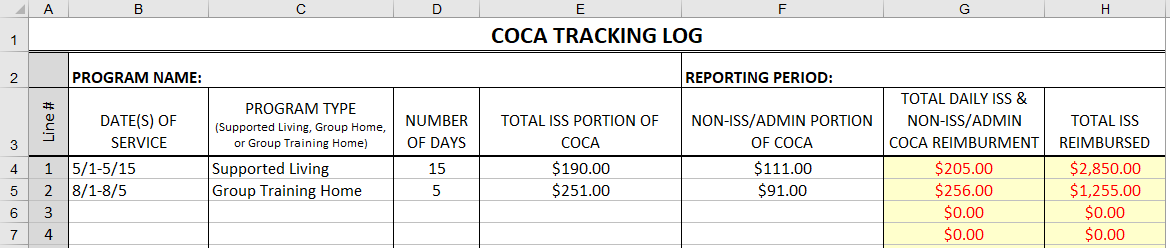 A B C D E F G H
1 COCA TRACKING LOG
2 PROGRAM NAME: REPORTING PERIOD:
3 Line # DATE(S) OF SERVICE PROGRAM TYPE (Supported Living, Group Home, or Group Training Home) NUMBER OF DAYS TOTAL ISS PORTION OF COCA NON-ISS/ADMIN PORTION OF COCA TOTAL DAILY ISS & NON-ISS/ADMIN COCA REIMBURMENT TOTAL ISS REIMBURSED
4 1 5/1-5/15 Supported Living 15 $190.00 $111.00 $205.00 $2,850.00
5 2 8/1-8/5 Group Training Home 5 $251.00 $91.00 $256.00 $1,255.00
6 3 $0.00 $0.00
7 4 $0.00 $0.00